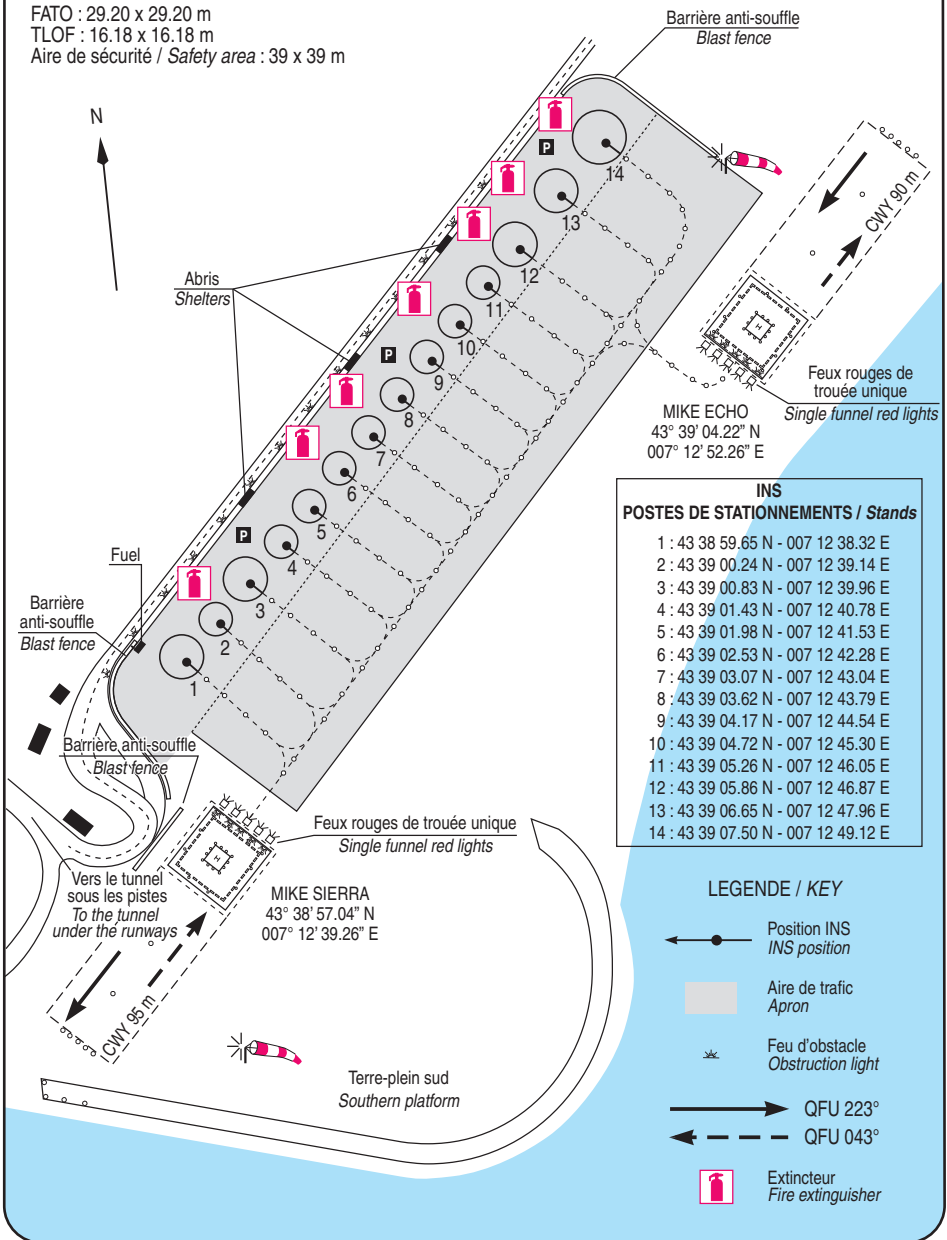 FATO : 29.20 x 29.20 m
TLOF : 16.18 x 16.18 m
Aire de sécurité / Safety area : 39 x 39 m
Barrière anti-souffle
Blast fence
N
P
14
13
12
11
10
9
8
7
6
5
4
3
2
1
CWY 90 m
H
Abris
Shelters
P
Feux rouges de
trouée unique
Single funnel red lights
MIKE ECHO
43° 39' 04.22" N
007° 12' 52.26" E
P
Fuel
Barrière
anti-souffle
Blast fence
Barrière anti-souffle
Blast fence
INS
POSTES DE STATIONNEMENTS / Stands
1 : 43 38 59.65 N - 007 12 38.32 E
2 : 43 39 00.24 N - 007 12 39.14 E
3 : 43 39 00.83 N - 007 12 39.96 E
4 : 43 39 01.43 N - 007 12 40.78 E
5 : 43 39 01.98 N - 007 12 41.53 E
6 : 43 39 02.53 N - 007 12 42.28 E
7 : 43 39 03.07 N - 007 12 43.04 E
8 : 43 39 03.62 N - 007 12 43.79 E
9 : 43 39 04.17 N - 007 12 44.54 E
10 : 43 39 04.72 N - 007 12 45.30 E
11 : 43 39 05.26 N - 007 12 46.05 E
12 : 43 39 05.86 N - 007 12 46.87 E
13 : 43 39 06.65 N - 007 12 47.96 E
14 : 43 39 07.50 N - 007 12 49.12 E
Feux rouges de trouée unique
Single funnel red lights
H
Vers le tunnel
sous les pistes
To the tunnel
under the runways
MIKE SIERRA
43° 38' 57.04" N
007° 12' 39.26" E
CWY 95 m
Terre-plein sud
Southern platform
LEGENDE / KEY
Position INS
INS position
Aire de trafic
Apron
Feu d'obstacle
Obstruction light
QFU 223°
QFU 043°
Extincteur
Fire extinguisher